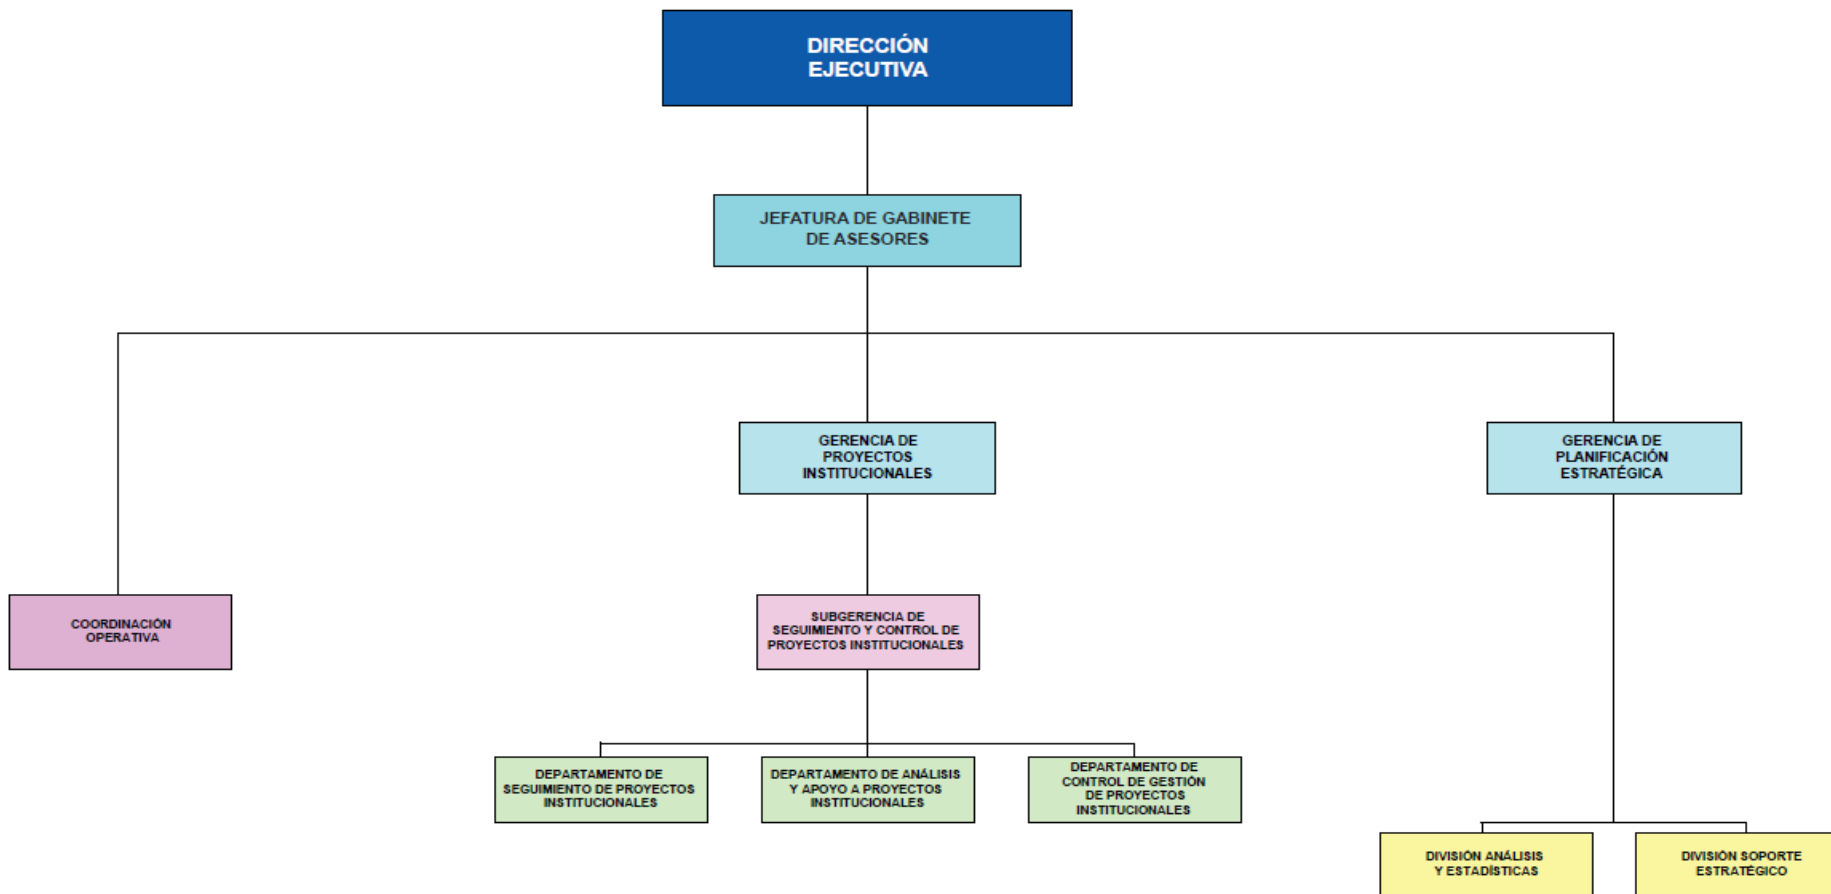 DIRECCIÓN
EJECUTIVA
JEFATURA DE GABINETE
DE ASESORES
GERENCIA DE
PROYECTOS
INSTITUCIONALES
GERENCIA DE
PLANIFICACIÓN
ESTRATÉGICA
COORDINACIÓN
OPERATIVA
SUBGERENCIA DE
SEGUIMIENTO Y CONTROL DE
PROYECTOS INSTITUCIONALES
DEPARTAMENTO DE
SEGUIMIENTO DE PROYECTOS
INSTITUCIONALES
DEPARTAMENTO DE ANÁLISIS
Y APOYO A PROYECTOS
INSTITUCIONALES
DEPARTAMENTO DE
CONTROL DE GESTIÓN
DE PROYECTOS
INSTITUCIONALES
DIVISIÓN ANÁLISIS
Y ESTADÍSTICAS
DIVISIÓN SOPORTE
ESTRATÉGICO